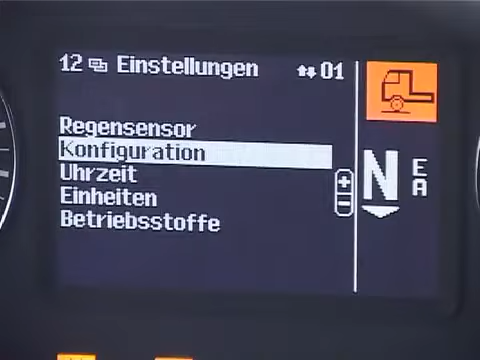 12 Einstellungen 01
Regensensor
Konfiguration
Uhrzeit
Einheiten
Betriebsstoffe
+
−
N
E
A